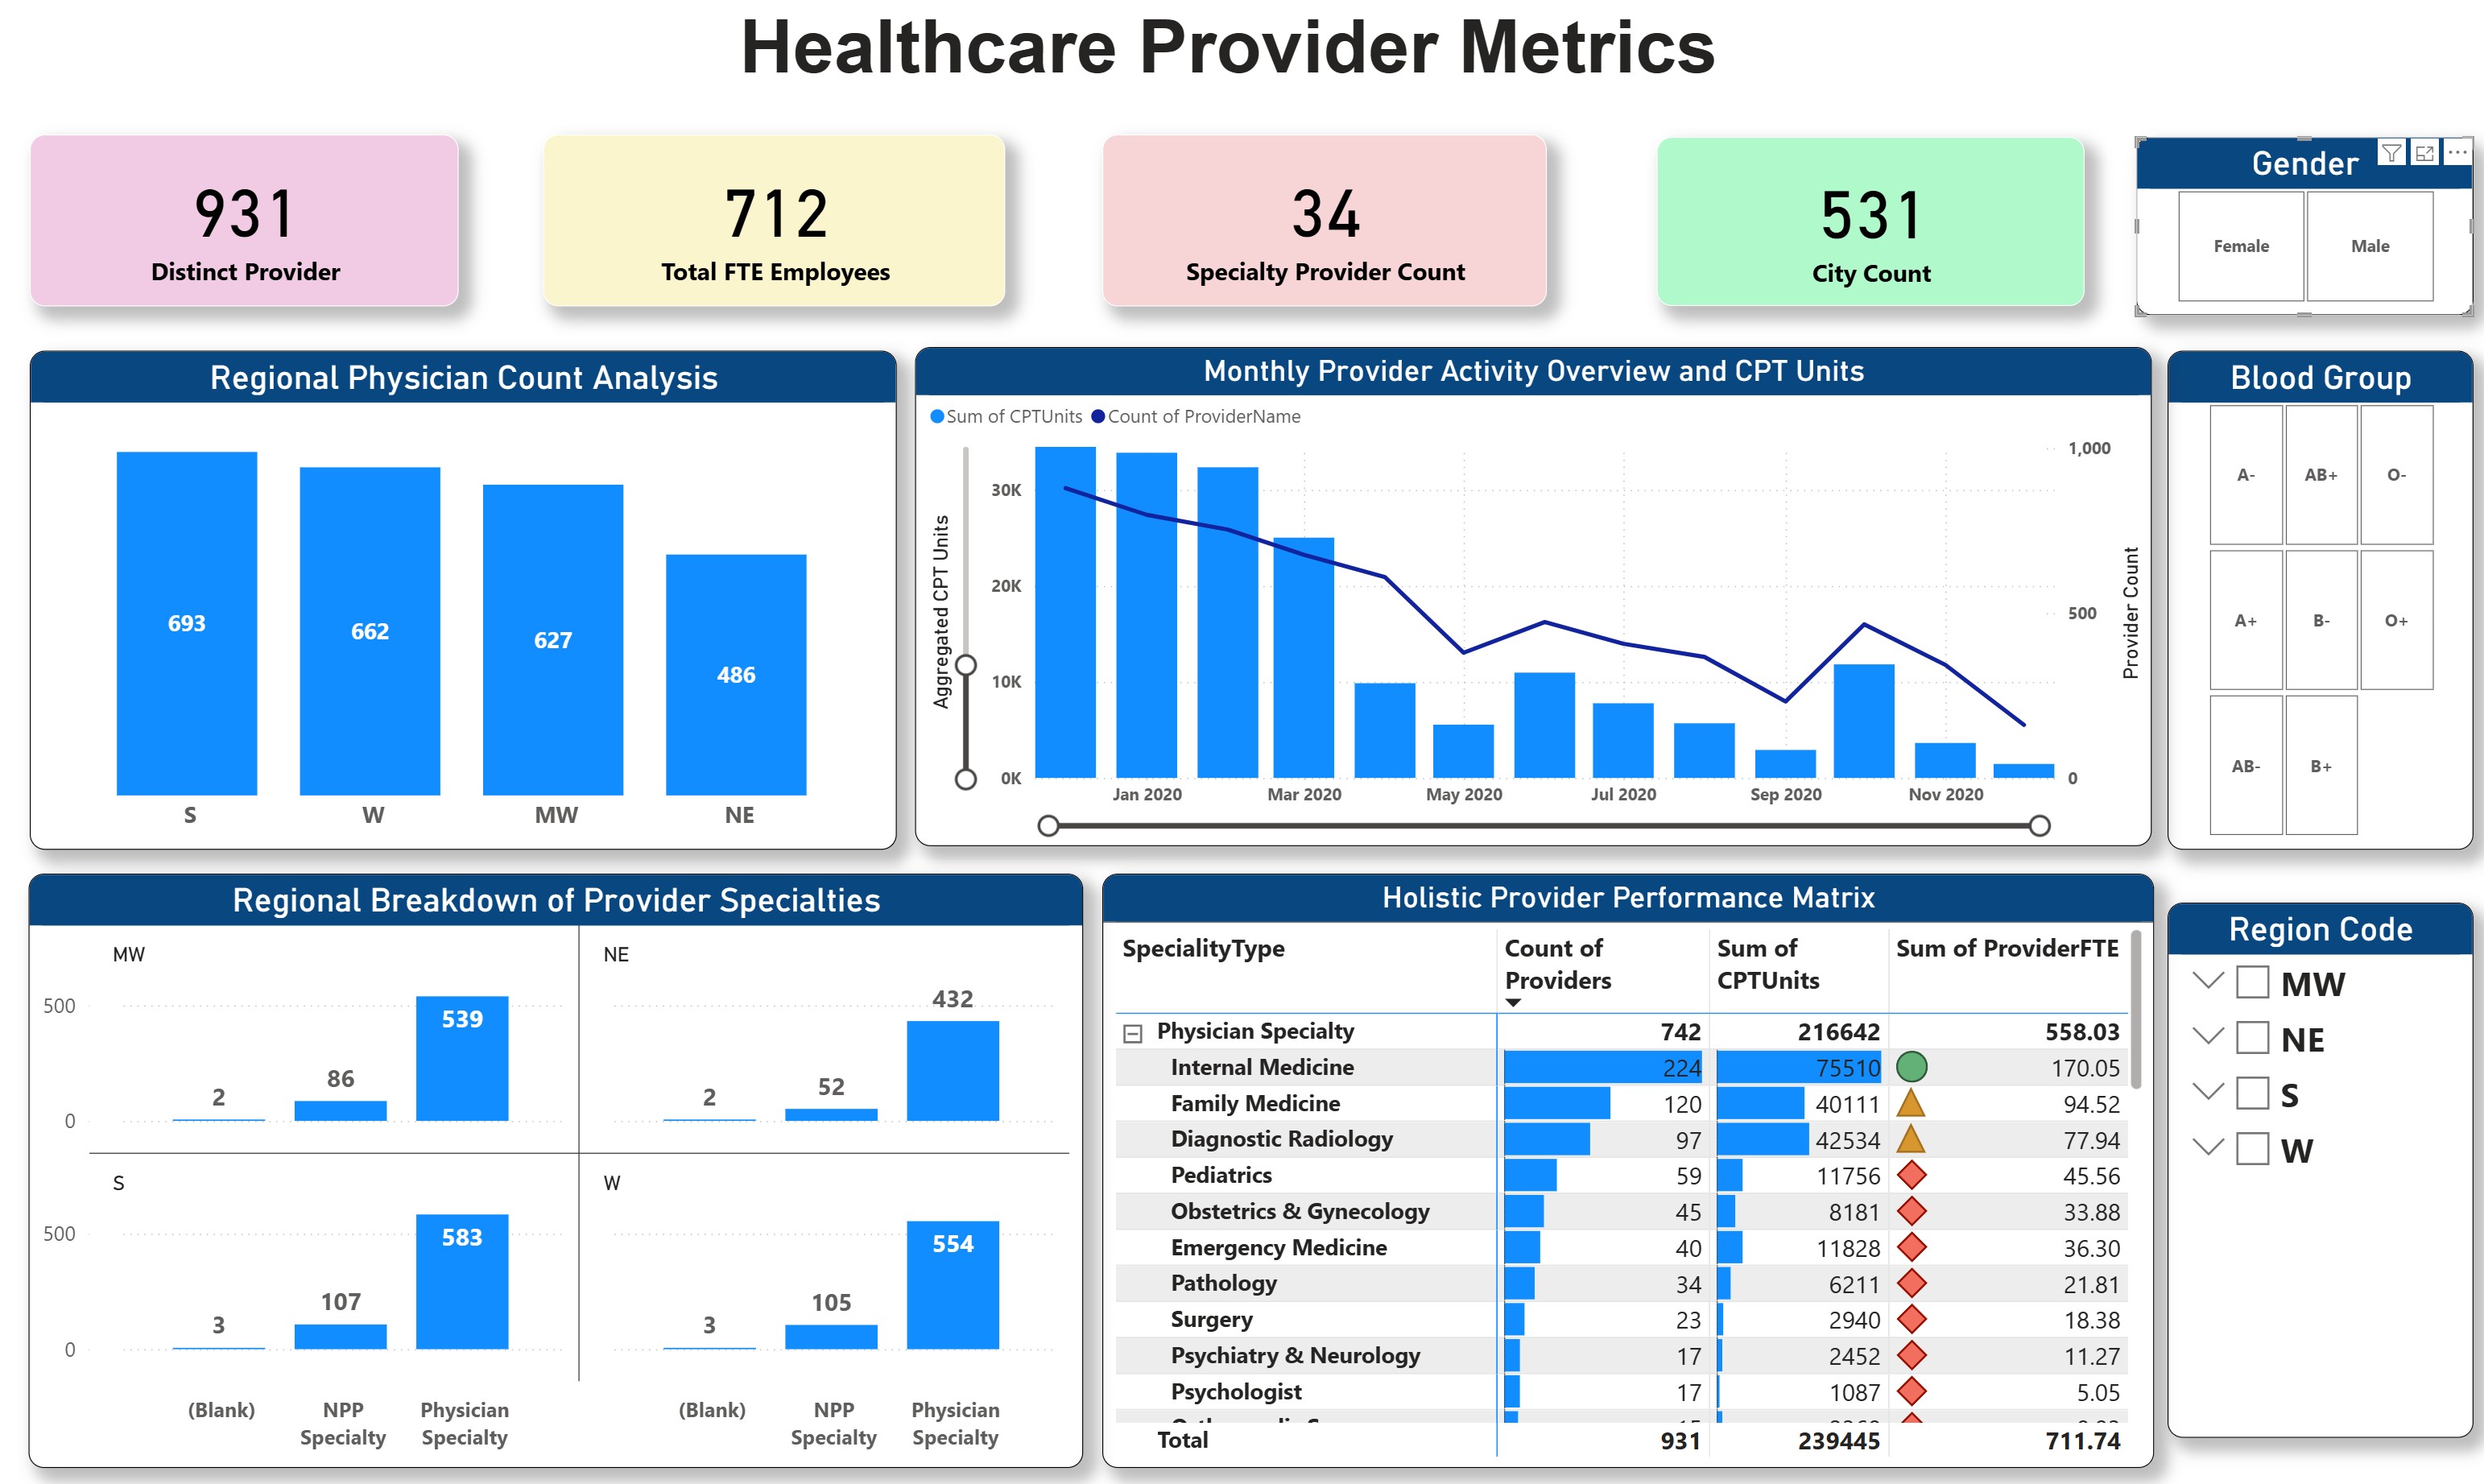 Healthcare Provider Metrics
931
Distinct Provider
712
Total FTE Employees
34
Specialty Provider Count
531
City Count
Gender
Female Male
Regional Physician Count Analysis
693
662
627
486
S W MW NE
Monthly Provider Activity Overview and CPT Units
Sum of CPTUnits Count of ProviderName
Aggregated CPT Units
30K
20K
10K
0K
1,000
500
0
Provider Count
Jan 2020 Mar 2020 May 2020 Jul 2020 Sep 2020 Nov 2020
Blood Group
A- AB+ O-
A+ B- O+
AB- B+
Regional Breakdown of Provider Specialties
MW
500
0
2
86
539
NE
2
52
432
S
500
0
3
107
583
W
3
105
554
(Blank) NPP Specialty Physician Specialty
(Blank) NPP Specialty Physician Specialty
Holistic Provider Performance Matrix
SpecialityType Count of Providers Sum of CPTUnits Sum of ProviderFTE
Physician Specialty 742 216642 558.03
Internal Medicine 224 75510 170.05
Family Medicine 120 40111 94.52
Diagnostic Radiology 97 42534 77.94
Pediatrics 59 11756 45.56
Obstetrics & Gynecology 45 8181 33.88
Emergency Medicine 40 11828 36.30
Pathology 34 6211 21.81
Surgery 23 2940 18.38
Psychiatry & Neurology 17 2452 11.27
Psychologist 17 1087 5.05
Total 931 239445 711.74
Region Code
MW
NE
S
W